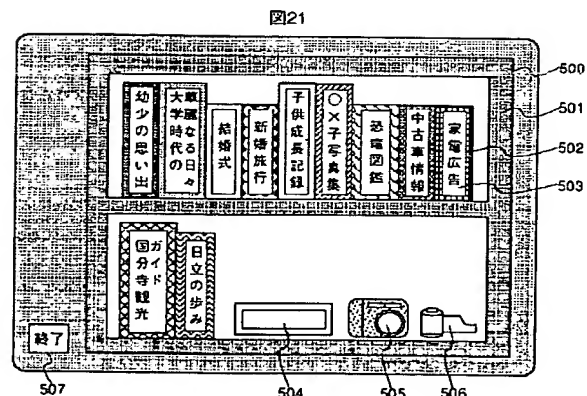 図21
幼少の思い出
大学時代の
華麗なる日々
結婚式
新婚旅行
子供成長記録
○×子写真集
恐竜図鑑
中古車情報
家電広告
500
501
502
503
国分寺観光
ガイド
日立の歩み
終了
507
504
505
506